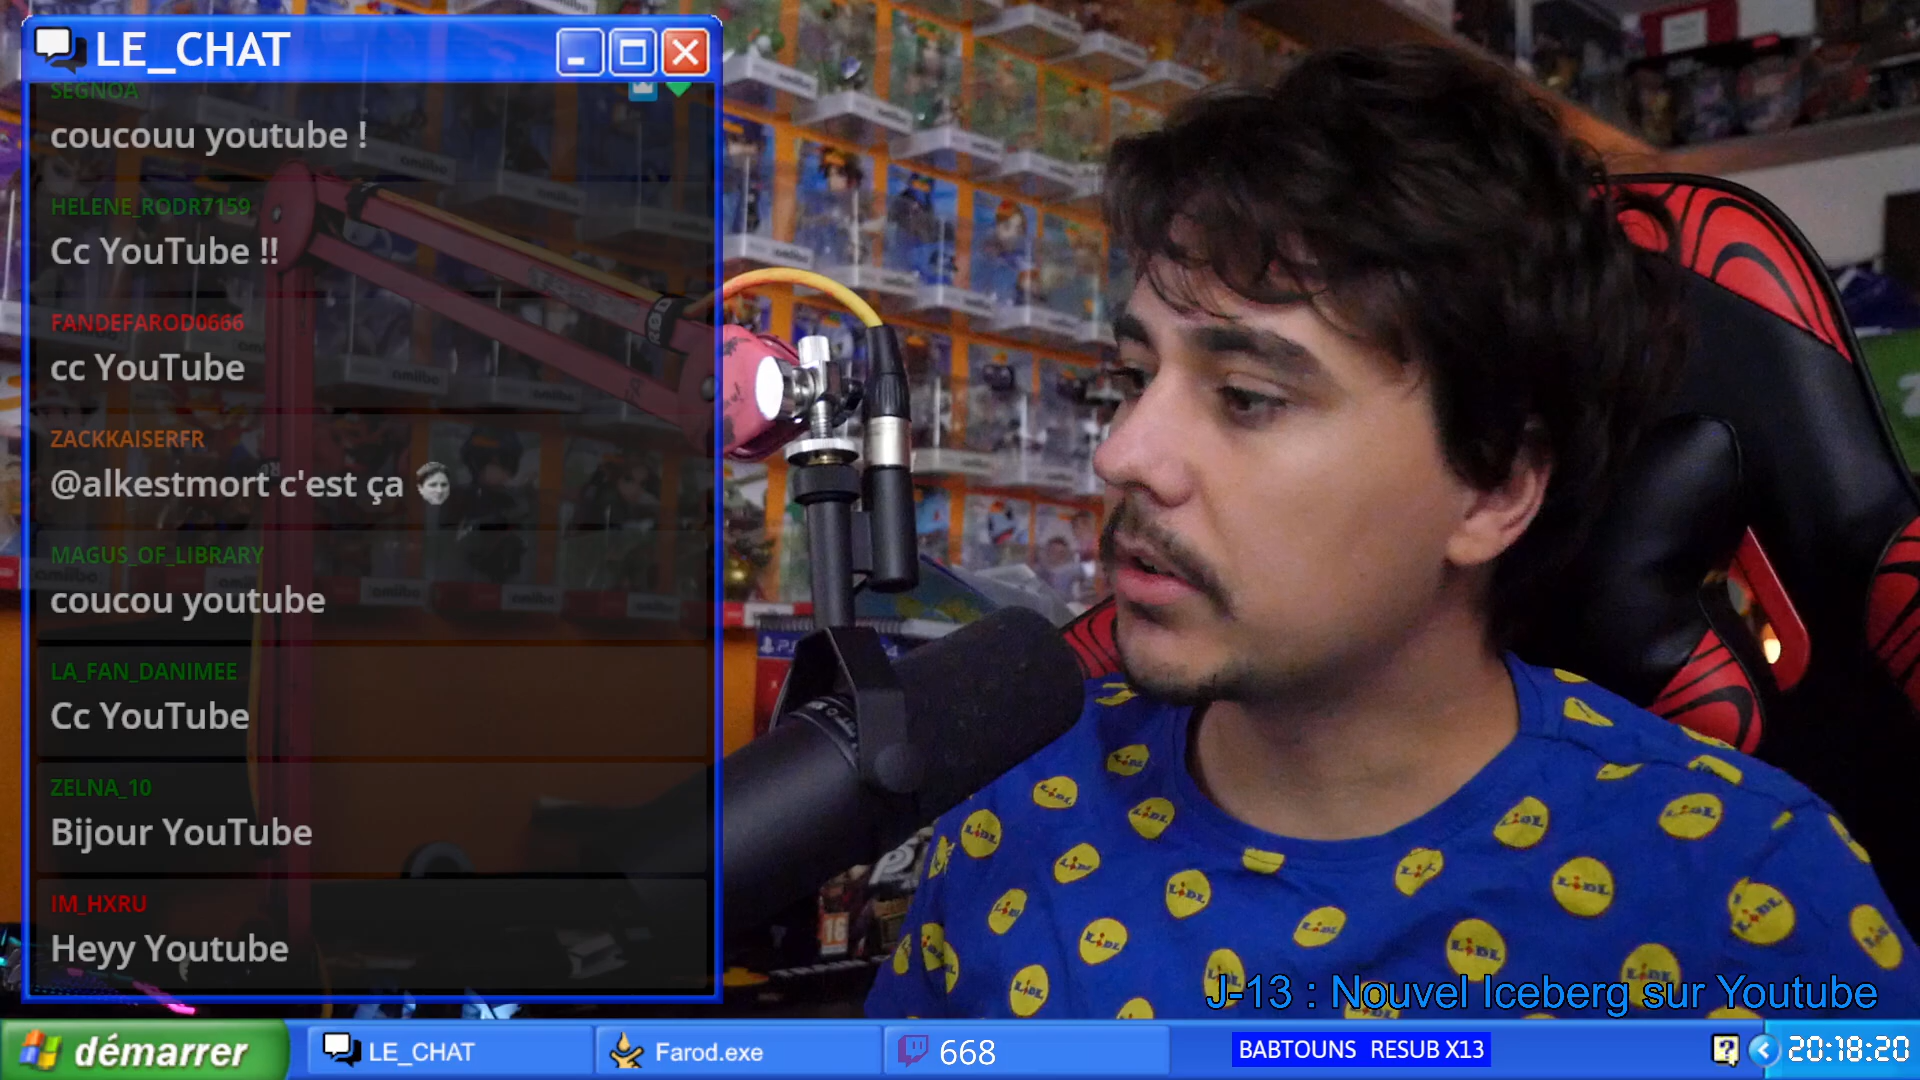 LE_CHAT
SEGNOA
coucouu youtube !
HELENE_RODR7159
Cc YouTube !!
FANDEFAROD0666
cc YouTube
ZACKKAISERFR
@alkestmort c'est ça
MAGUS_OF_LIBRARY
coucou youtube
LA_FAN_DANIMEE
Cc YouTube
ZELNA_10
Bijour YouTube
IM_HXRU
Heyy Youtube
amiibo
LIDL
J-13 : Nouvel Iceberg sur Youtube
démarrer
LE_CHAT
Farod.exe
668
BABTOUNS RESUB X13
20:18:20